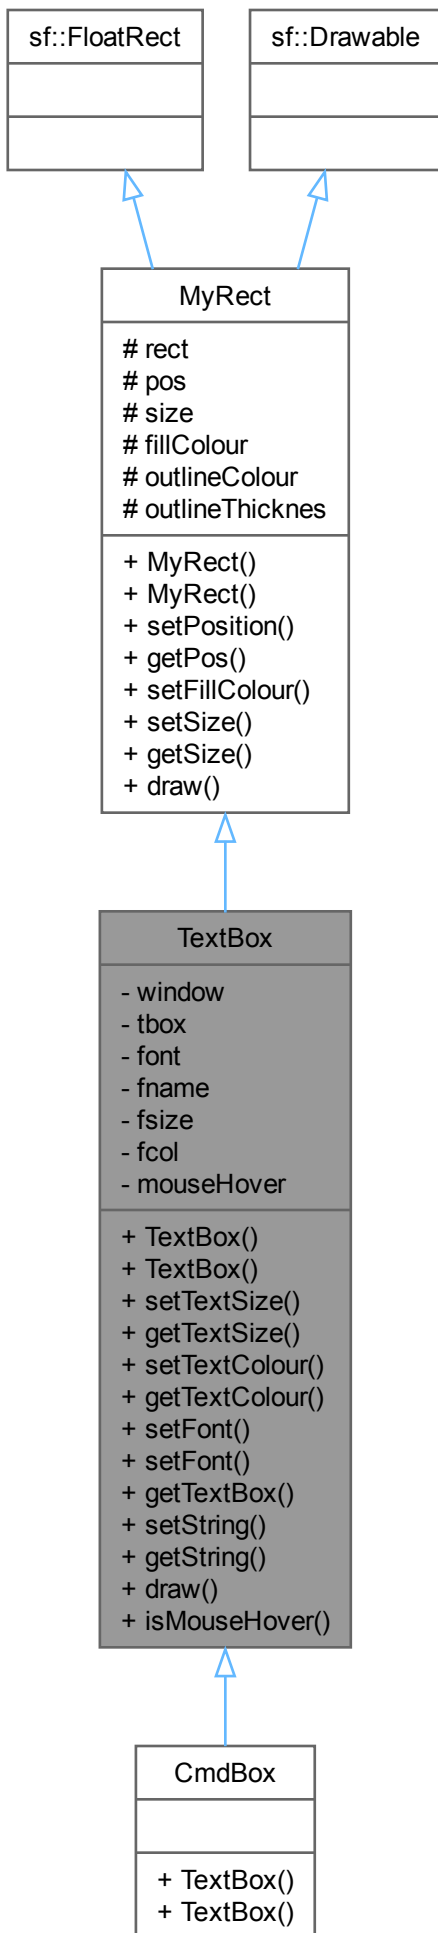 sf::FloatRect
sf::Drawable
MyRect
# rect
# pos
# size
# fillColour
# outlineColour
# outlineThicknes
+ MyRect()
+ MyRect()
+ setPosition()
+ getPos()
+ setFillColour()
+ setSize()
+ getSize()
+ draw()
TextBox
- window
- tbox
- font
- fname
- fsize
- fcol
- mouseHover
+ TextBox()
+ TextBox()
+ setTextSize()
+ getTextSize()
+ setTextColour()
+ getTextColour()
+ setFont()
+ setFont()
+ getTextBox()
+ setString()
+ getString()
+ draw()
+ isMouseHover()
CmdBox
+ TextBox()
+ TextBox()